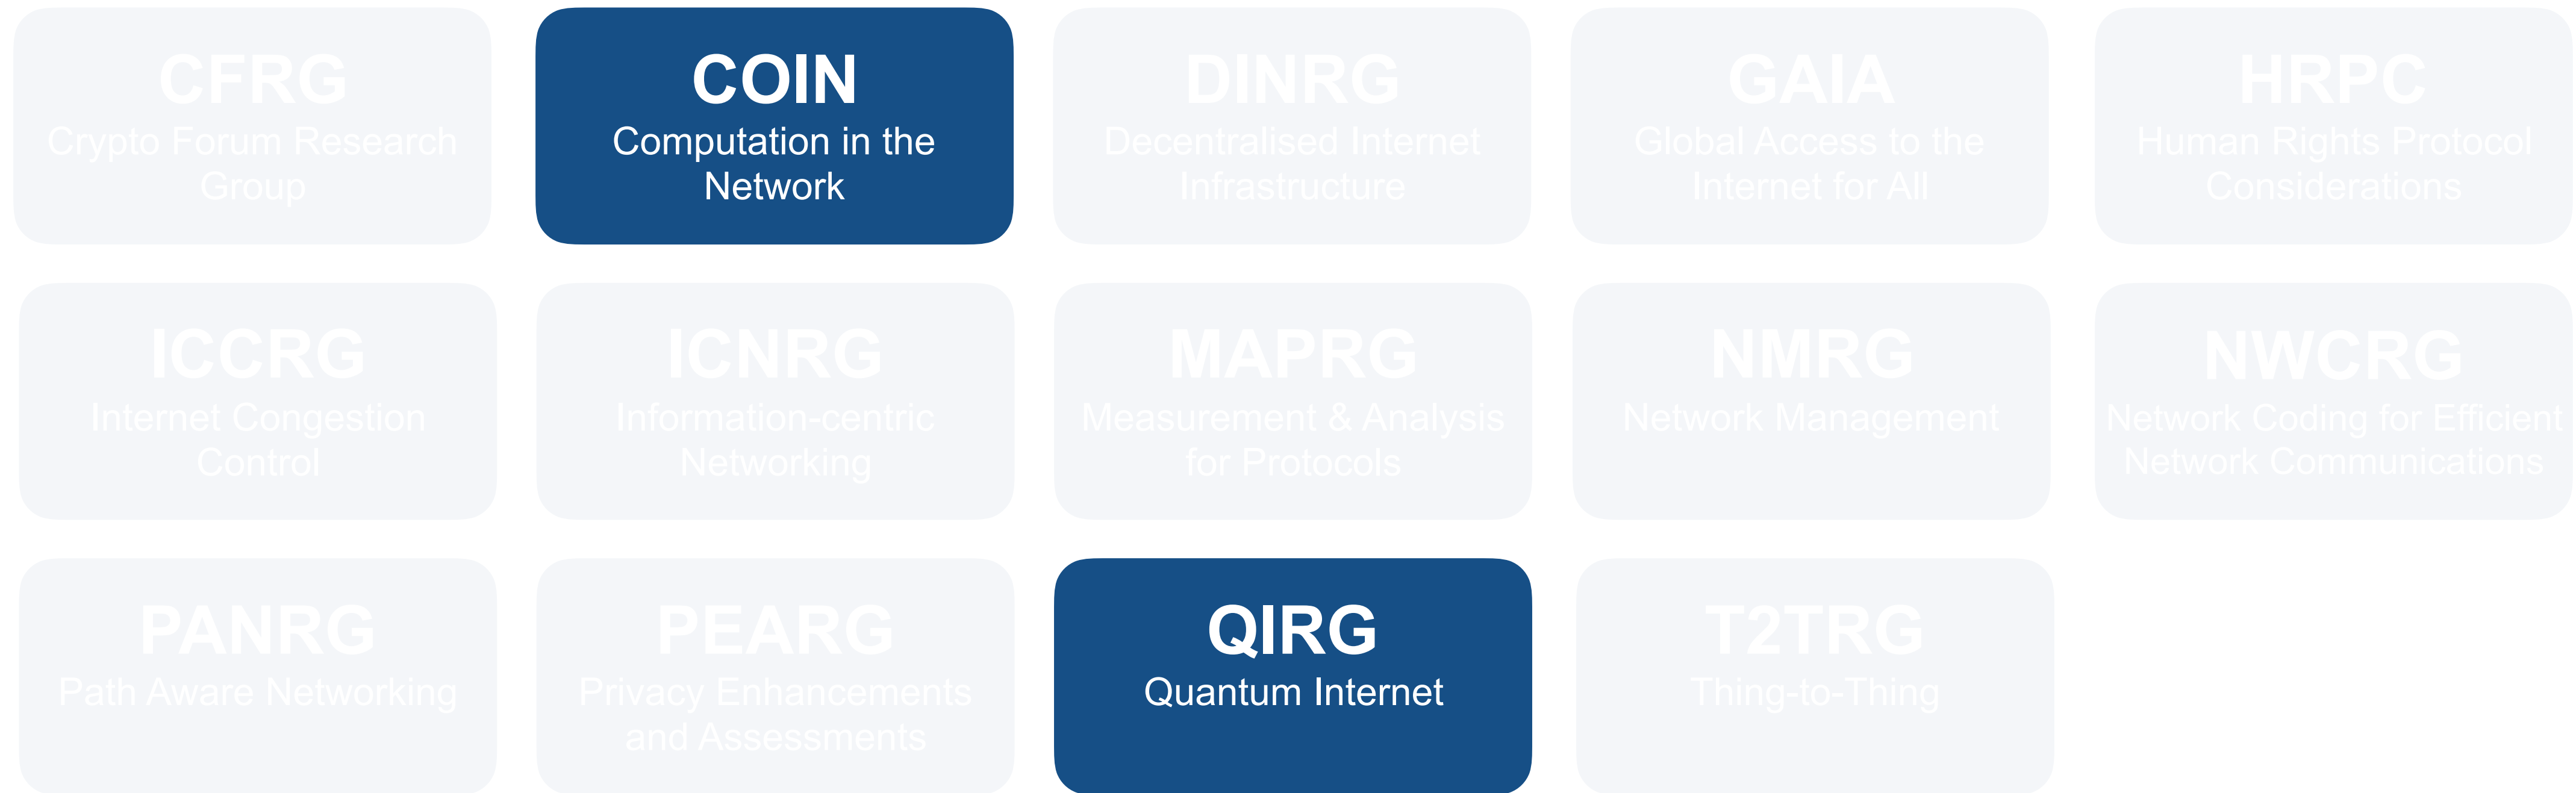 CFRG
Crypto Forum Research
Group
COIN
Computation in the
Network
DINRG
Decentralised Internet
Infrastructure
GAIA
Global Access to the
Internet for All
HRPC
Human Rights Protocol
Considerations
ICCRG
Internet Congestion
Control
ICNRG
Information-centric
Networking
MAPRG
Measurement & Analysis
for Protocols
NMRG
Network Management
NWCRG
Network Coding for Efficient
Network Communications
PANRG
Path Aware Networking
PEARG
Privacy Enhancements
and Assessments
QIRG
Quantum Internet
T2TRG
Thing-to-Thing